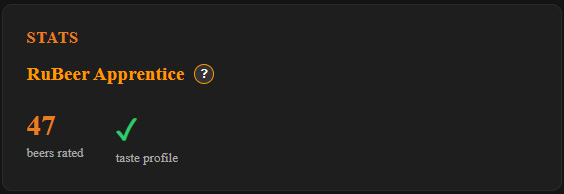 STATS
RuBeer Apprentice ?
47
beers rated
✓
taste profile